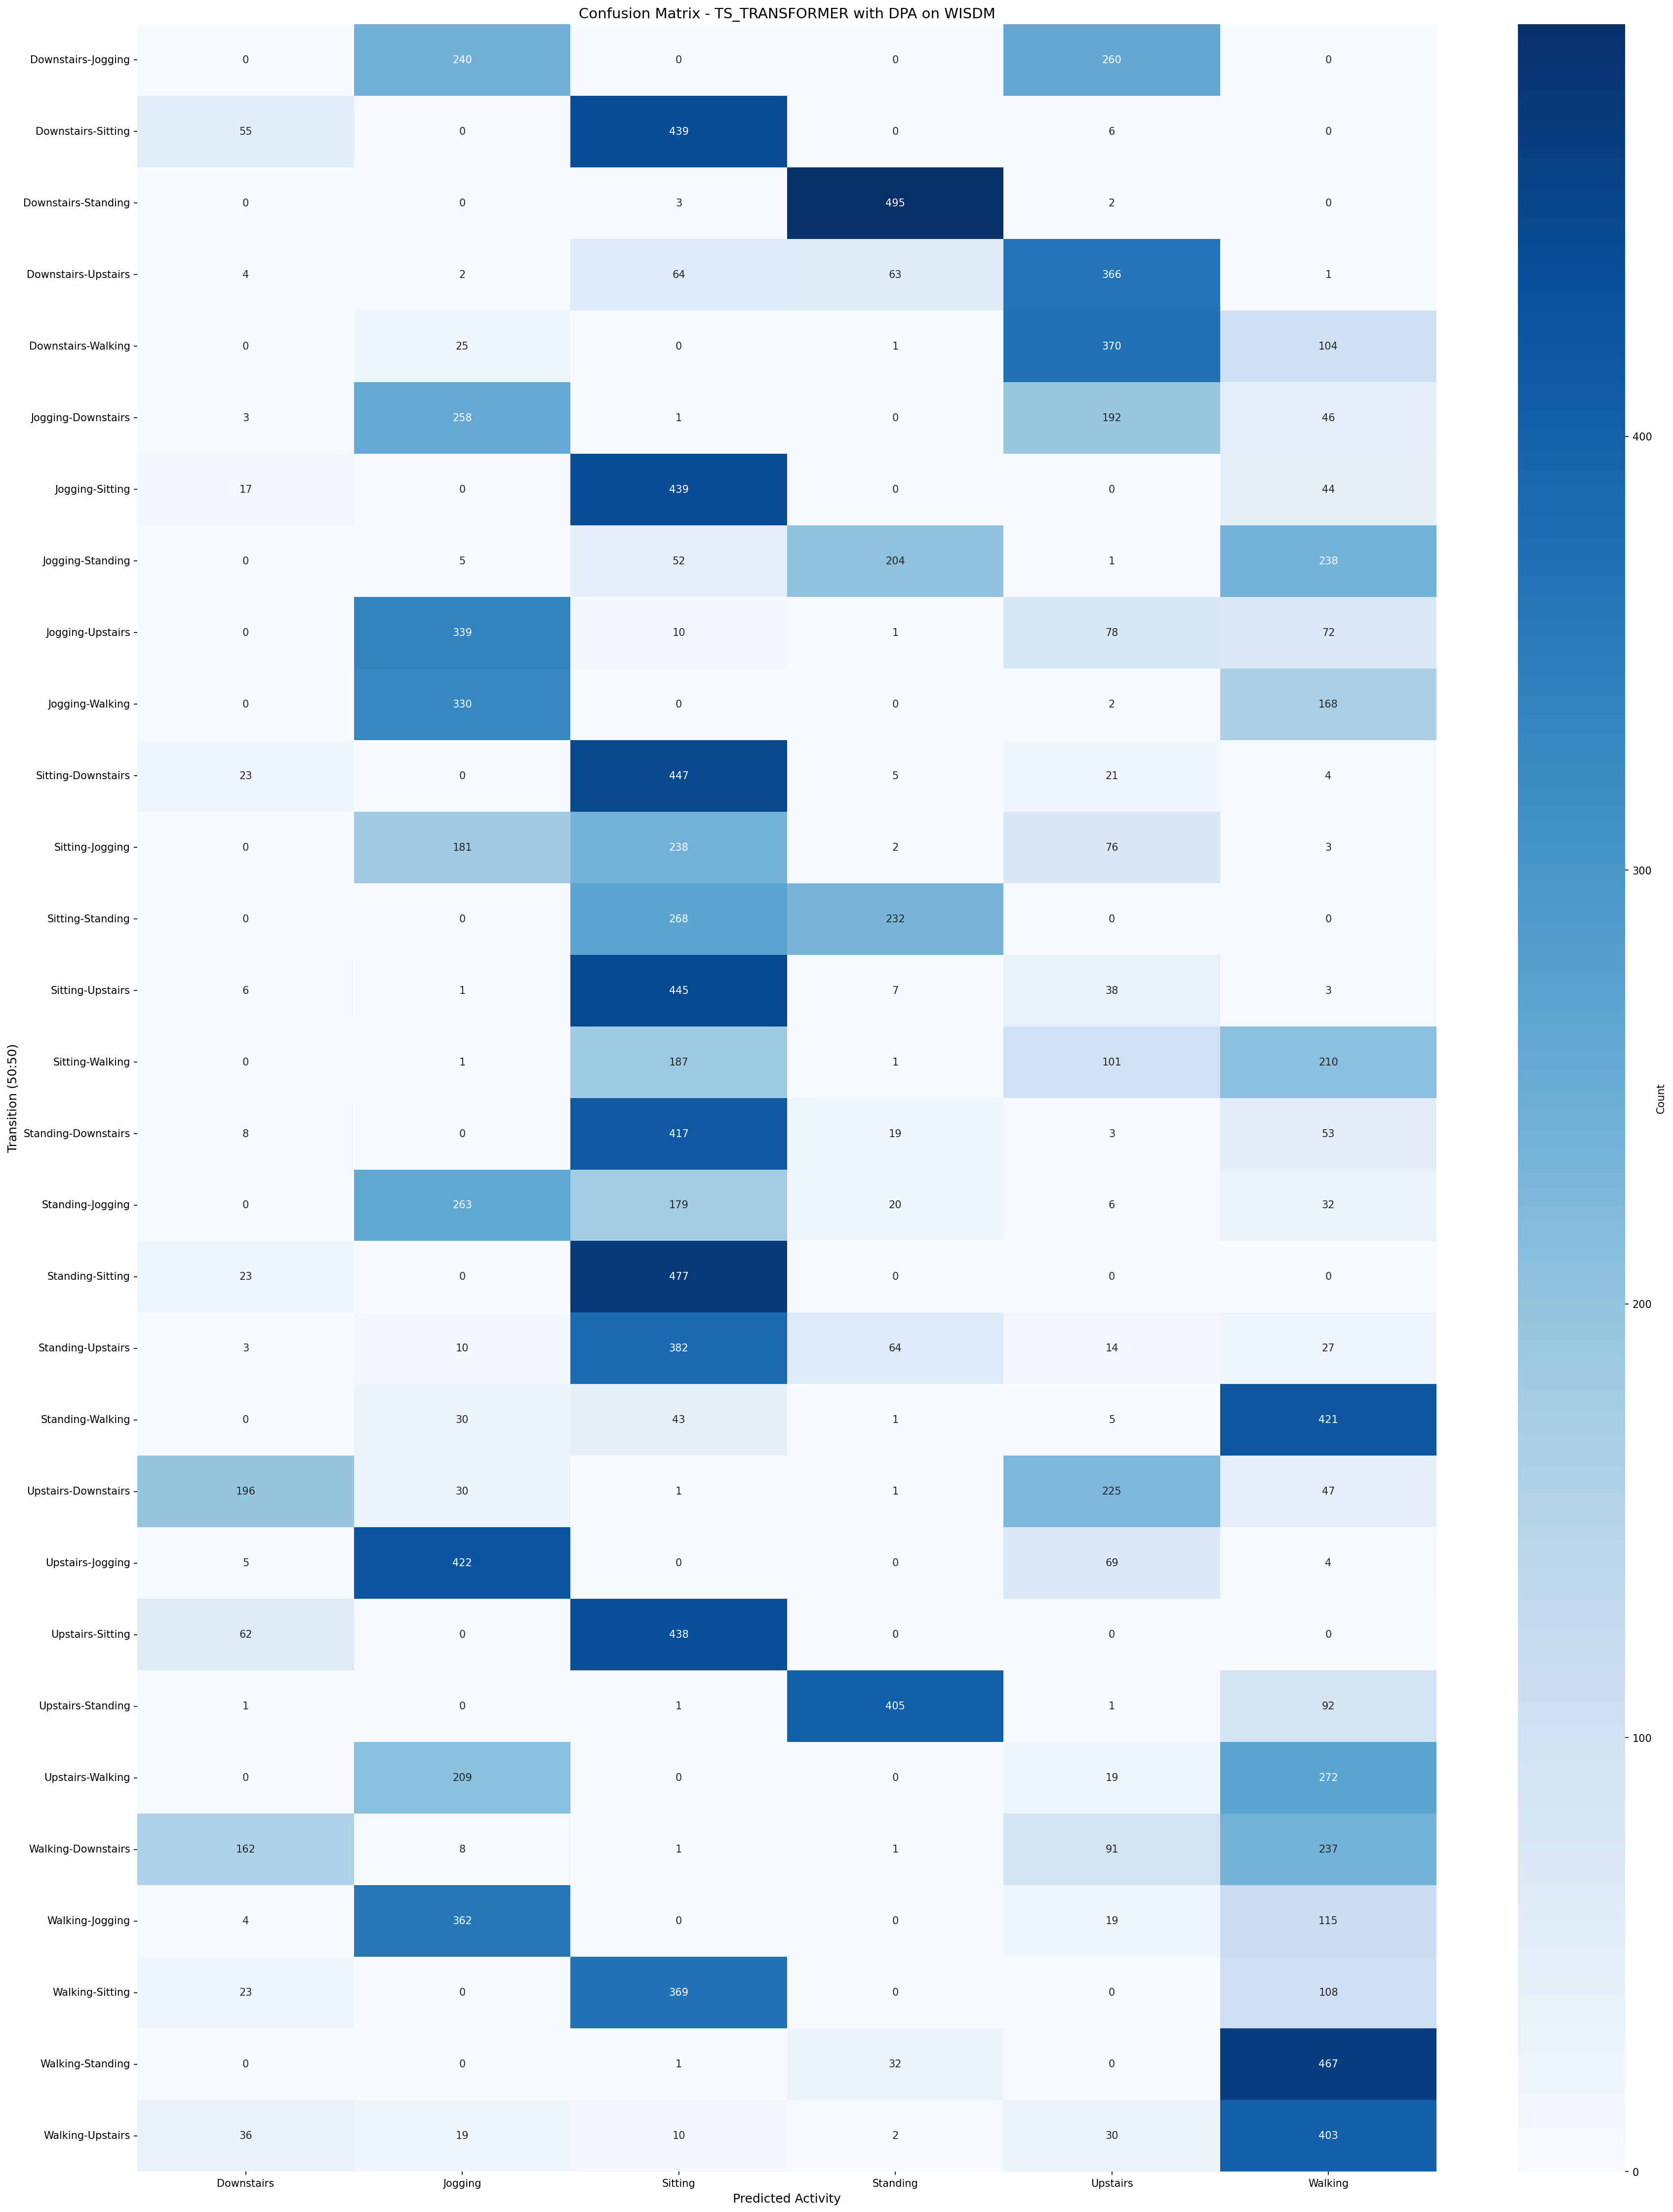 Confusion Matrix - TS_TRANSFORMER with DPA on WISDM
Transition (50:50)
Downstairs-Jogging 0 240 0 0 260 0
Downstairs-Sitting 55 0 439 0 6 0
Downstairs-Standing 0 0 3 495 2 0
Downstairs-Upstairs 4 2 64 63 366 1
Downstairs-Walking 0 25 0 1 370 104
Jogging-Downstairs 3 258 1 0 192 46
Jogging-Sitting 17 0 439 0 0 44
Jogging-Standing 0 5 52 204 1 238
Jogging-Upstairs 0 339 10 1 78 72
Jogging-Walking 0 330 0 0 2 168
Sitting-Downstairs 23 0 447 5 21 4
Sitting-Jogging 0 181 238 2 76 3
Sitting-Standing 0 0 268 232 0 0
Sitting-Upstairs 6 1 445 7 38 3
Sitting-Walking 0 1 187 1 101 210
Standing-Downstairs 8 0 417 19 3 53
Standing-Jogging 0 263 179 20 6 32
Standing-Sitting 23 0 477 0 0 0
Standing-Upstairs 3 10 382 64 14 27
Standing-Walking 0 30 43 1 5 421
Upstairs-Downstairs 196 30 1 1 225 47
Upstairs-Jogging 5 422 0 0 69 4
Upstairs-Sitting 62 0 438 0 0 0
Upstairs-Standing 1 0 1 405 1 92
Upstairs-Walking 0 209 0 0 19 272
Walking-Downstairs 162 8 1 1 91 237
Walking-Jogging 4 362 0 0 19 115
Walking-Sitting 23 0 369 0 0 108
Walking-Standing 0 0 1 32 0 467
Walking-Upstairs 36 19 10 2 30 403
Downstairs Jogging Sitting Standing Upstairs Walking
Predicted Activity
400
300
200
100
0
Count